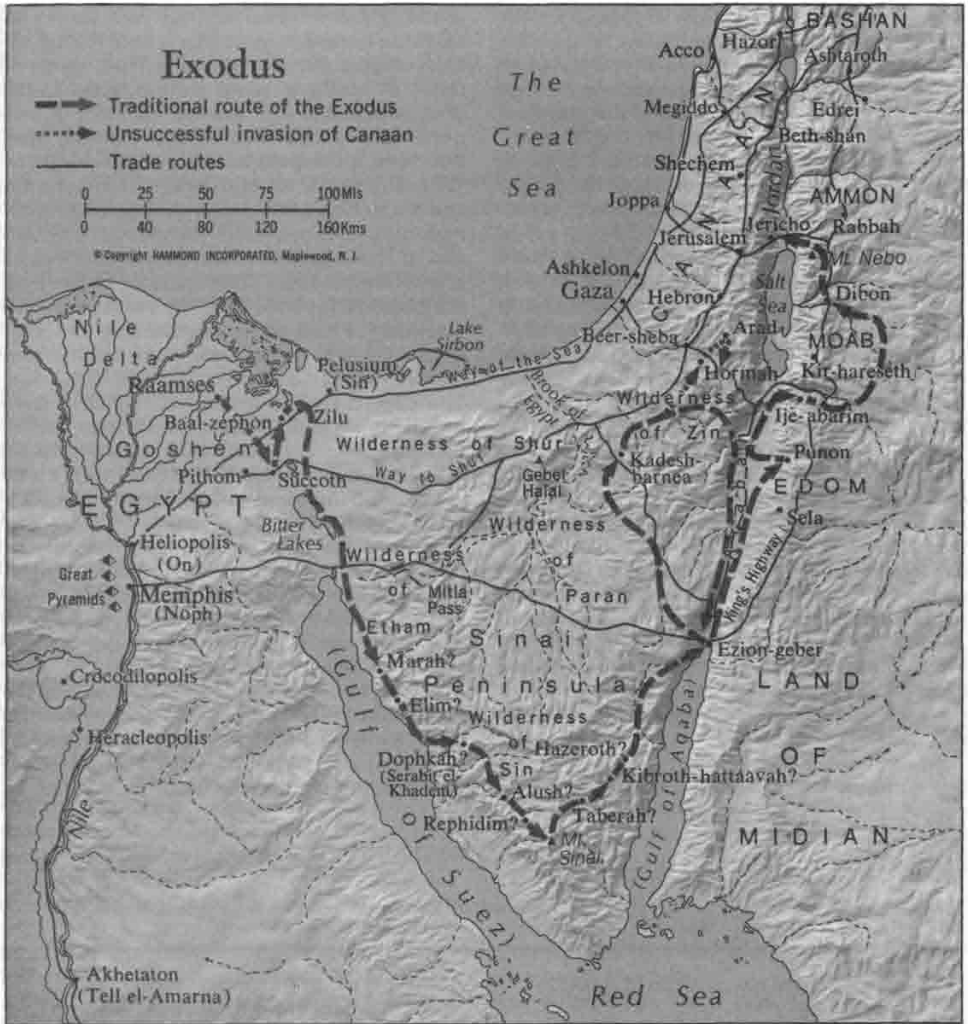 Exodus
Traditional route of the Exodus
Unsuccessful invasion of Canaan
Trade routes
0 25 50 75 100 Mls
0 40 80 120 160 Kms
© Copyright HAMMOND INCORPORATED, Maplewood, N. J.
The
Great
Sea
BASHAN
Acco
Hazor
Ashtaroth
Megiddo
Edrei
Beth-shan
Shechem
CANAAN
Jordan
AMMON
Joppa
Jericho
Rabbah
Jerusalem
Mt. Nebo
Ashkelon
Gaza
Salt
Sea
Hebron
Dibon
Beer-sheba
Arad
MOAB
Hormah
Kir-hareseth
Nile
Delta
Lake
Sirbon
Pelusium
(Sin)
Way of the Sea
Brook of
Egypt
Raamses
Baal-zephon
Zilu
Wilderness
of Zin
Ije-abarim
Goshen
Wilderness of Shur
Way to Shur
Kadesh-
barnea
Punon
Pithom
Succoth
Gebel
Halal
EDOM
Arabah
Sela
EGYPT
Bitter
Lakes
Wilderness
of
Paran
King's Highway
Heliopolis
(On)
Wilderness
of
Etham
Mitla
Pass
Great
Pyramids
Memphis
(Noph)
Sinai
Peninsula
Ezion-geber
Marah?
Elim?
LAND
OF
MIDIAN
Crocodilopolis
Heracleopolis
Wilderness
of
Sin
Hazeroth?
Dophkah?
(Serabit el-
Khadem)
Alush?
Kibroth-hattaavah?
Rephidim?
Taberah?
Mt.
Sinai
Nile
(Gulf of Suez)
(Gulf of Aqaba)
Akhetaton
(Tell el-Amarna)
Red Sea